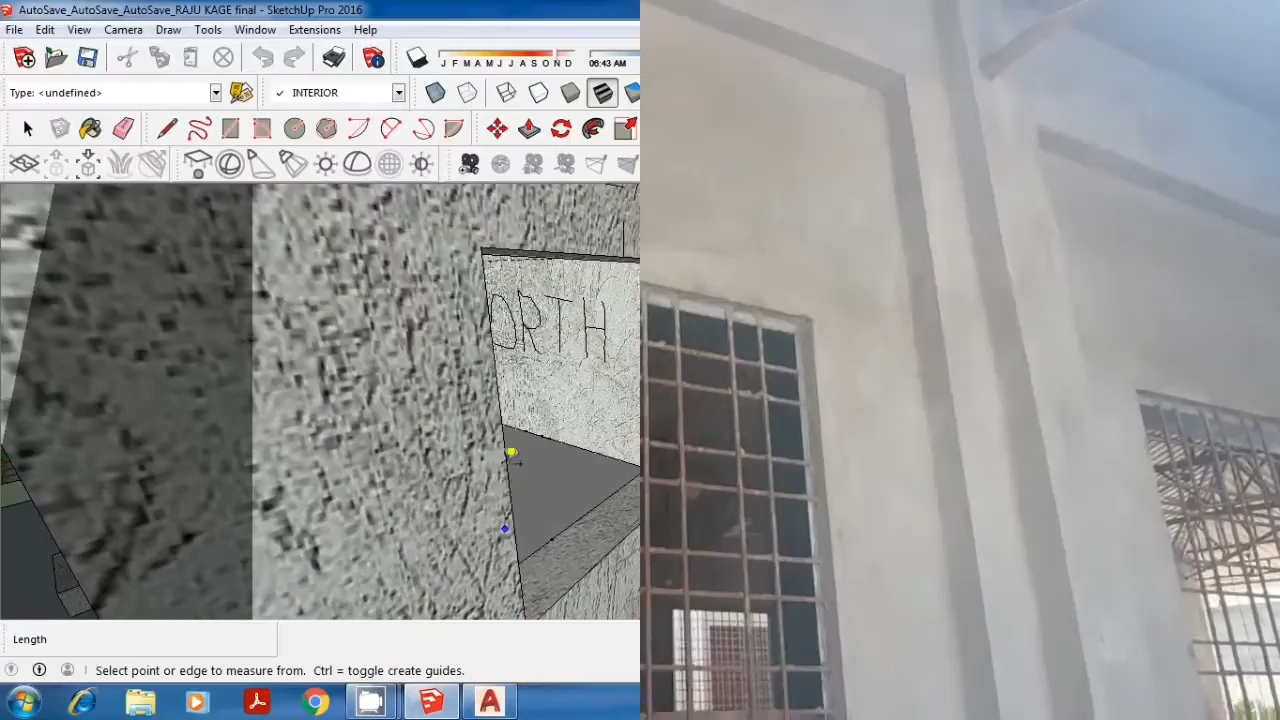 AutoSave_AutoSave_AutoSave_RAJU KAGE final - SketchUp Pro 2016
File Edit View Camera Draw Tools Window Extensions Help
J F M A M J J A S O N D 06:43 AM
Type: <undefined> INTERIOR
ORTH
Length
Select point or edge to measure from. Ctrl = toggle create guides.